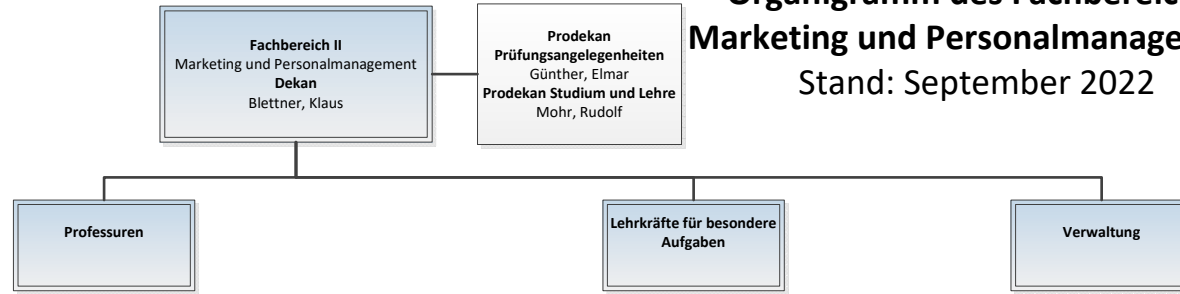 Organigramm des Fachbereich
Marketing und Personalmanage
Stand: September 2022
Fachbereich II
Marketing und Personalmanagement
Dekan
Blettner, Klaus
Prodekan
Prüfungsangelegenheiten
Günther, Elmar
Prodekan Studium und Lehre
Mohr, Rudolf
Professuren
Lehrkräfte für besondere
Aufgaben
Verwaltung